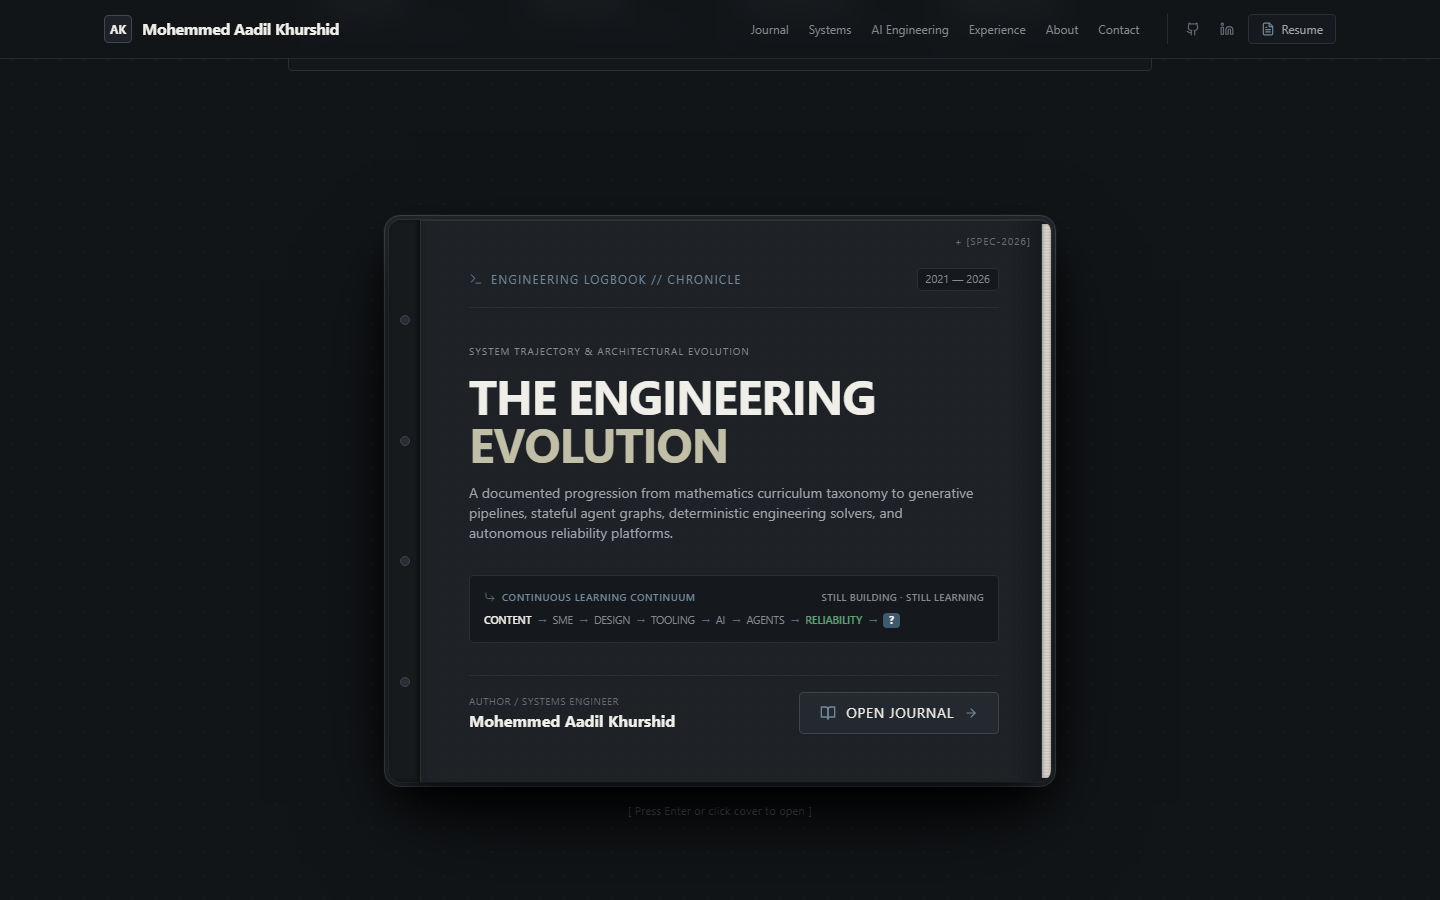 AK Mohemmed Aadil Khurshid Journal Systems AI Engineering Experience About Contact Resume
+ [SPEC-2026]
ENGINEERING LOGBOOK // CHRONICLE 2021 — 2026
SYSTEM TRAJECTORY & ARCHITECTURAL EVOLUTION
THE ENGINEERING
EVOLUTION
A documented progression from mathematics curriculum taxonomy to generative
pipelines, stateful agent graphs, deterministic engineering solvers, and
autonomous reliability platforms.
CONTINUOUS LEARNING CONTINUUM STILL BUILDING · STILL LEARNING
CONTENT → SME → DESIGN → TOOLING → AI → AGENTS → RELIABILITY → ?
AUTHOR / SYSTEMS ENGINEER
Mohemmed Aadil Khurshid
OPEN JOURNAL →
[ Press Enter or click cover to open ]